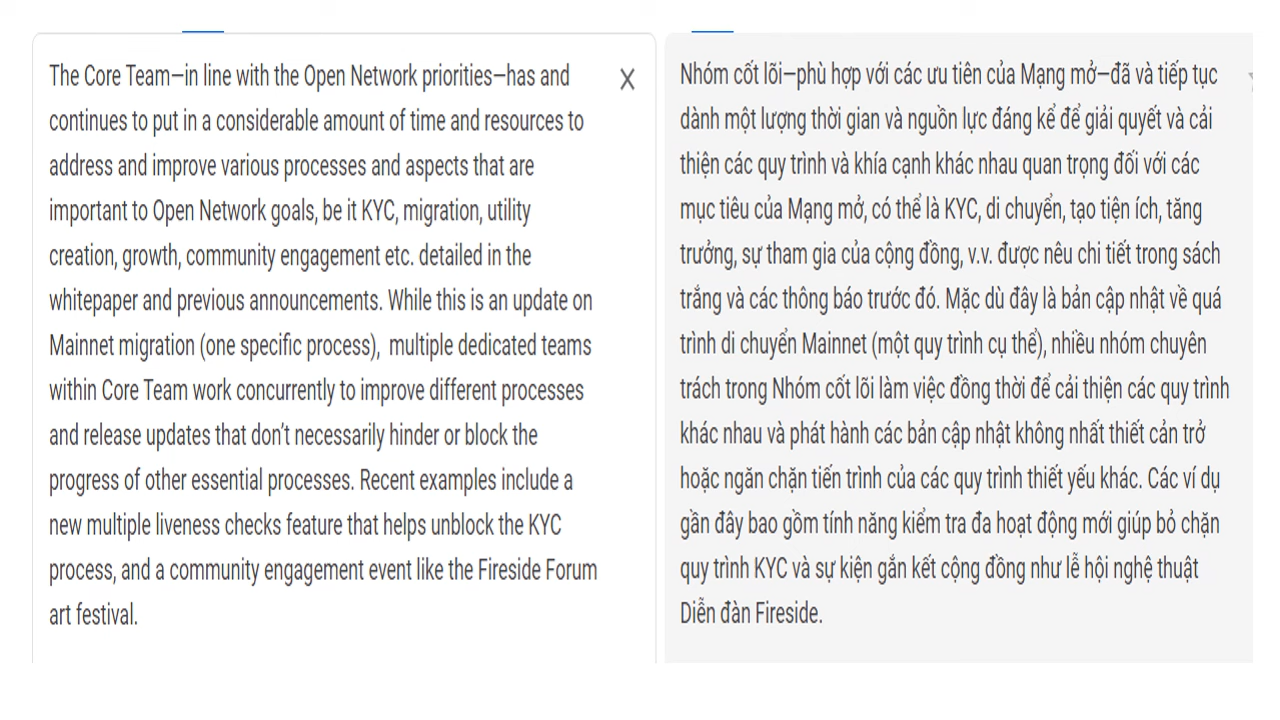 The Core Team—in line with the Open Network priorities—has and
continues to put in a considerable amount of time and resources to
address and improve various processes and aspects that are
important to Open Network goals, be it KYC, migration, utility
creation, growth, community engagement etc. detailed in the
whitepaper and previous announcements. While this is an update on
Mainnet migration (one specific process),  multiple dedicated teams
within Core Team work concurrently to improve different processes
and release updates that don’t necessarily hinder or block the
progress of other essential processes. Recent examples include a
new multiple liveness checks feature that helps unblock the KYC
process, and a community engagement event like the Fireside Forum
art festival.
Nhóm cốt lõi—phù hợp với các ưu tiên của Mạng mở—đã và tiếp tục
dành một lượng thời gian và nguồn lực đáng kể để giải quyết và cải
thiện các quy trình và khía cạnh khác nhau quan trọng đối với các
mục tiêu của Mạng mở, có thể là KYC, di chuyển, tạo tiện ích, tăng
trưởng, sự tham gia của cộng đồng, v.v. được nêu chi tiết trong sách
trắng và các thông báo trước đó. Mặc dù đây là bản cập nhật về quá
trình di chuyển Mainnet (một quy trình cụ thể), nhiều nhóm chuyên
trách trong Nhóm cốt lõi làm việc đồng thời để cải thiện các quy trình
khác nhau và phát hành các bản cập nhật không nhất thiết cản trở
hoặc ngăn chặn tiến trình của các quy trình thiết yếu khác. Các ví dụ
gần đây bao gồm tính năng kiểm tra đa hoạt động mới giúp bỏ chặn
quy trình KYC và sự kiện gắn kết cộng đồng như lễ hội nghệ thuật
Diễn đàn Fireside.